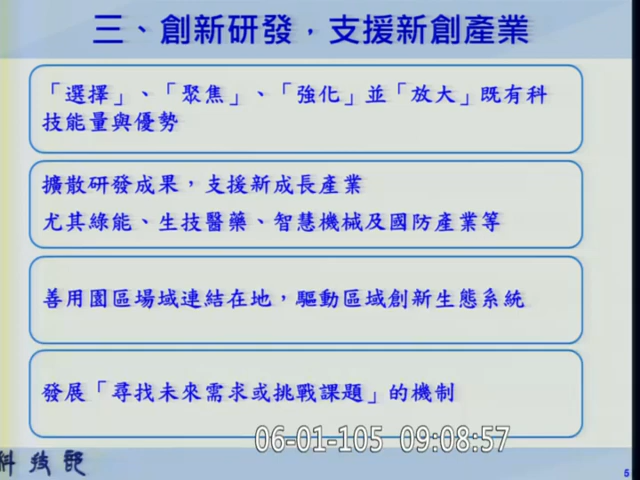 三、創新研發，支援新創產業
「選擇」、「聚焦」、「強化」並「放大」既有科
技能量與優勢
擴散研發成果，支援新成長產業
尤其綠能、生技醫藥、智慧機械及國防產業等
善用園區場域連結在地，驅動區域創新生態系統
發展「尋找未來需求或挑戰課題」的機制
06-01-105 09:08:57
科技部
5